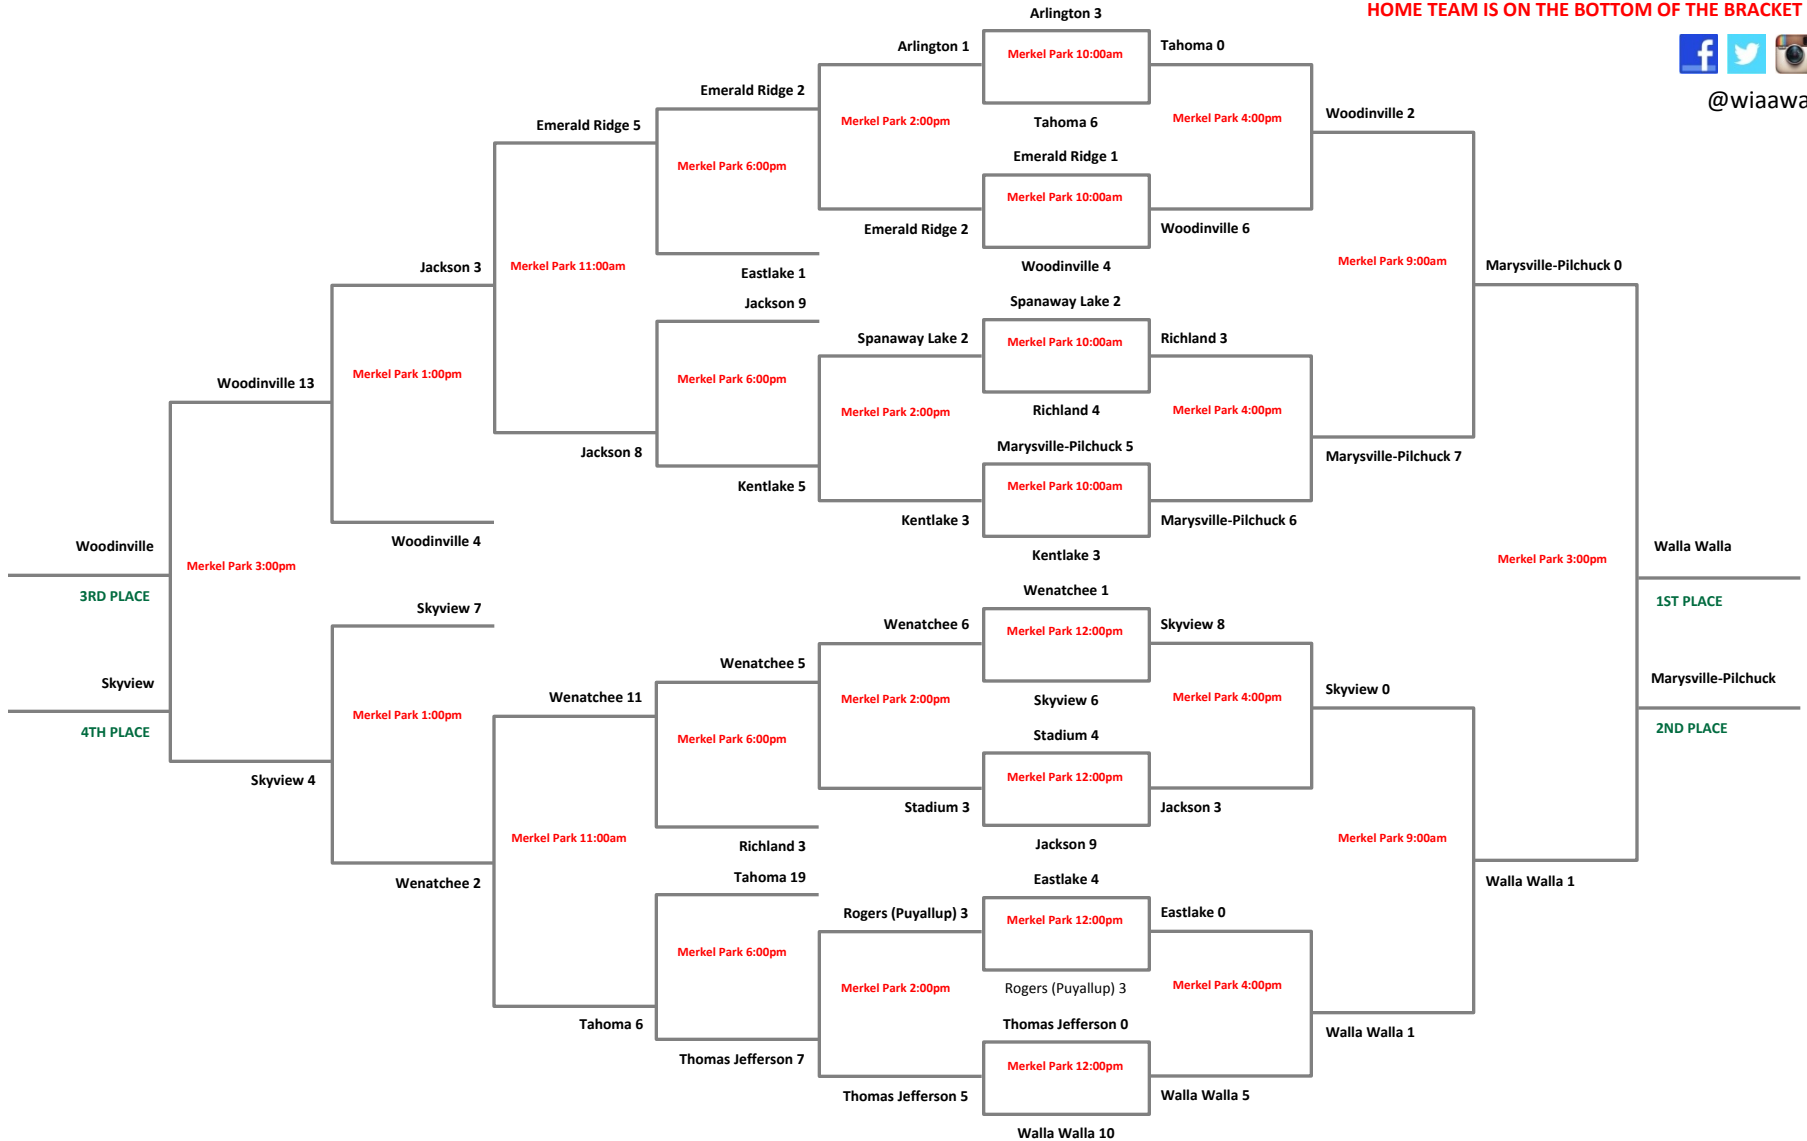 HOME TEAM IS ON THE BOTTOM OF THE BRACKET
@wiaawa
Arlington 3
Merkel Park 10:00am
Tahoma 6
Emerald Ridge 1
Merkel Park 10:00am
Woodinville 4
Spanaway Lake 2
Merkel Park 10:00am
Richland 4
Marysville-Pilchuck 5
Merkel Park 10:00am
Kentlake 3
Wenatchee 1
Merkel Park 12:00pm
Skyview 6
Stadium 4
Merkel Park 12:00pm
Jackson 9
Eastlake 4
Merkel Park 12:00pm
Rogers (Puyallup) 3
Thomas Jefferson 0
Merkel Park 12:00pm
Walla Walla 10
Tahoma 0
Merkel Park 4:00pm
Woodinville 6
Richland 3
Merkel Park 4:00pm
Marysville-Pilchuck 6
Skyview 8
Merkel Park 4:00pm
Jackson 3
Eastlake 0
Merkel Park 4:00pm
Walla Walla 5
Woodinville 2
Merkel Park 9:00am
Marysville-Pilchuck 7
Skyview 0
Merkel Park 9:00am
Walla Walla 1
Marysville-Pilchuck 0
Merkel Park 3:00pm
Walla Walla 1
Walla Walla
1ST PLACE
Marysville-Pilchuck
2ND PLACE
Arlington 1
Merkel Park 2:00pm
Emerald Ridge 2
Spanaway Lake 2
Merkel Park 2:00pm
Kentlake 3
Wenatchee 6
Merkel Park 2:00pm
Stadium 3
Rogers (Puyallup) 3
Merkel Park 2:00pm
Thomas Jefferson 5
Emerald Ridge 2
Merkel Park 6:00pm
Eastlake 1
Jackson 9
Merkel Park 6:00pm
Kentlake 5
Wenatchee 5
Merkel Park 6:00pm
Richland 3
Tahoma 19
Merkel Park 6:00pm
Thomas Jefferson 7
Emerald Ridge 5
Merkel Park 11:00am
Jackson 8
Wenatchee 11
Merkel Park 11:00am
Tahoma 6
Jackson 3
Merkel Park 1:00pm
Woodinville 4
Skyview 7
Merkel Park 1:00pm
Wenatchee 2
Woodinville 13
Merkel Park 3:00pm
Skyview 4
Woodinville
3RD PLACE
Skyview
4TH PLACE